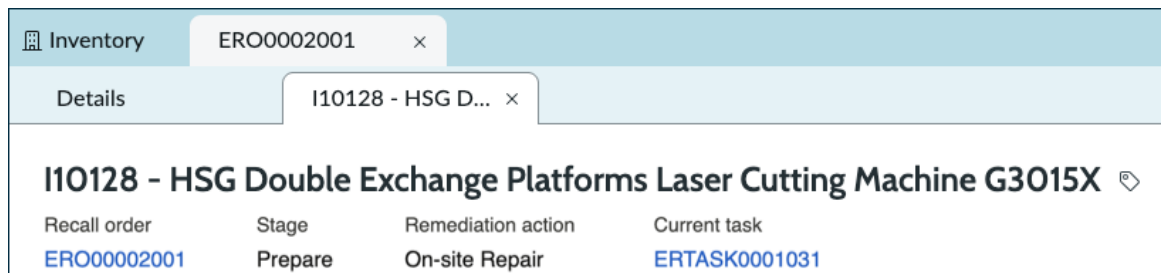 Inventory ERO0002001 ×
Details I10128 - HSG D... ×
I10128 - HSG Double Exchange Platforms Laser Cutting Machine G3015X
Recall order Stage Remediation action Current task
ERO00002001 Prepare On-site Repair ERTASK0001031